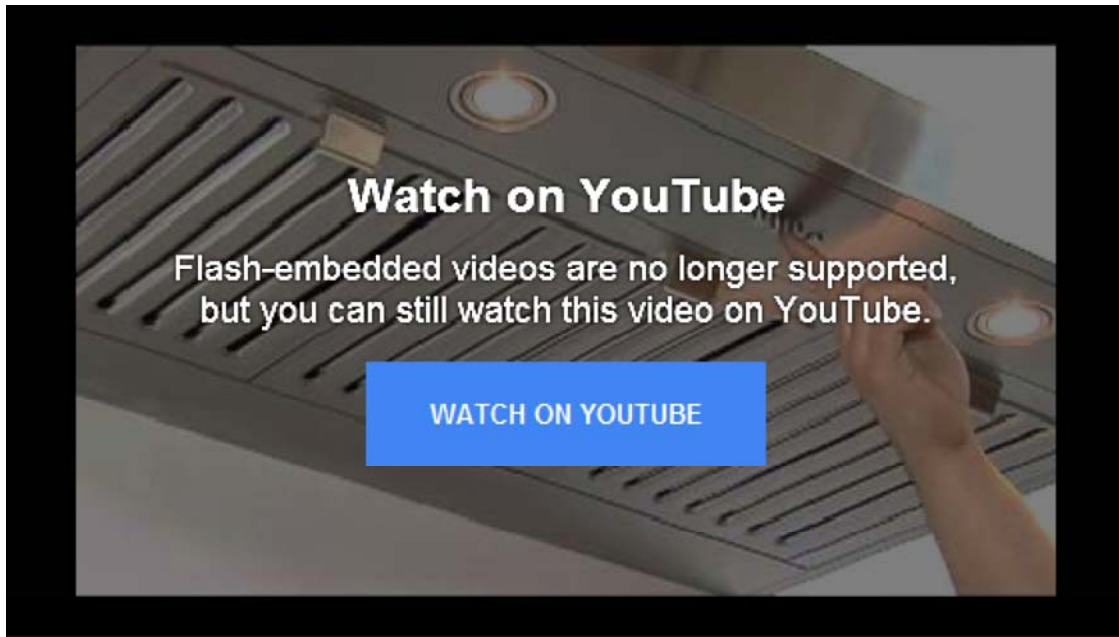 Watch on YouTube
Flash-embedded videos are no longer supported,
but you can still watch this video on YouTube.
WATCH ON YOUTUBE